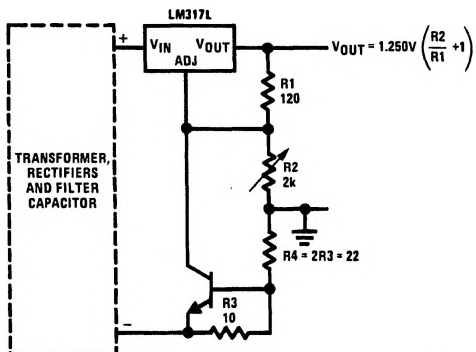 LM317L
+
VIN VOUT
ADJ
VOUT = 1.250V (R2/R1 +1)
R1
120
R2
2k
TRANSFORMER,
RECTIFIERS
AND FILTER
CAPACITOR
R4 = 2R3 = 22
R3
10
−